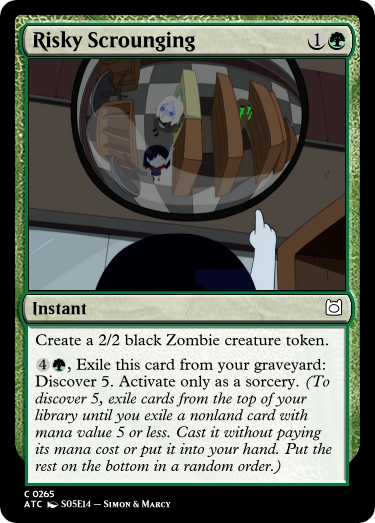 Risky Scrounging 1
Instant
Create a 2/2 black Zombie creature token.
4, Exile this card from your graveyard:
Discover 5. Activate only as a sorcery. (To
discover 5, exile cards from the top of your
library until you exile a nonland card with
mana value 5 or less. Cast it without paying
its mana cost or put it into your hand. Put the
rest on the bottom in a random order.)
C 0265
ATC S05E14 – Simon & Marcy